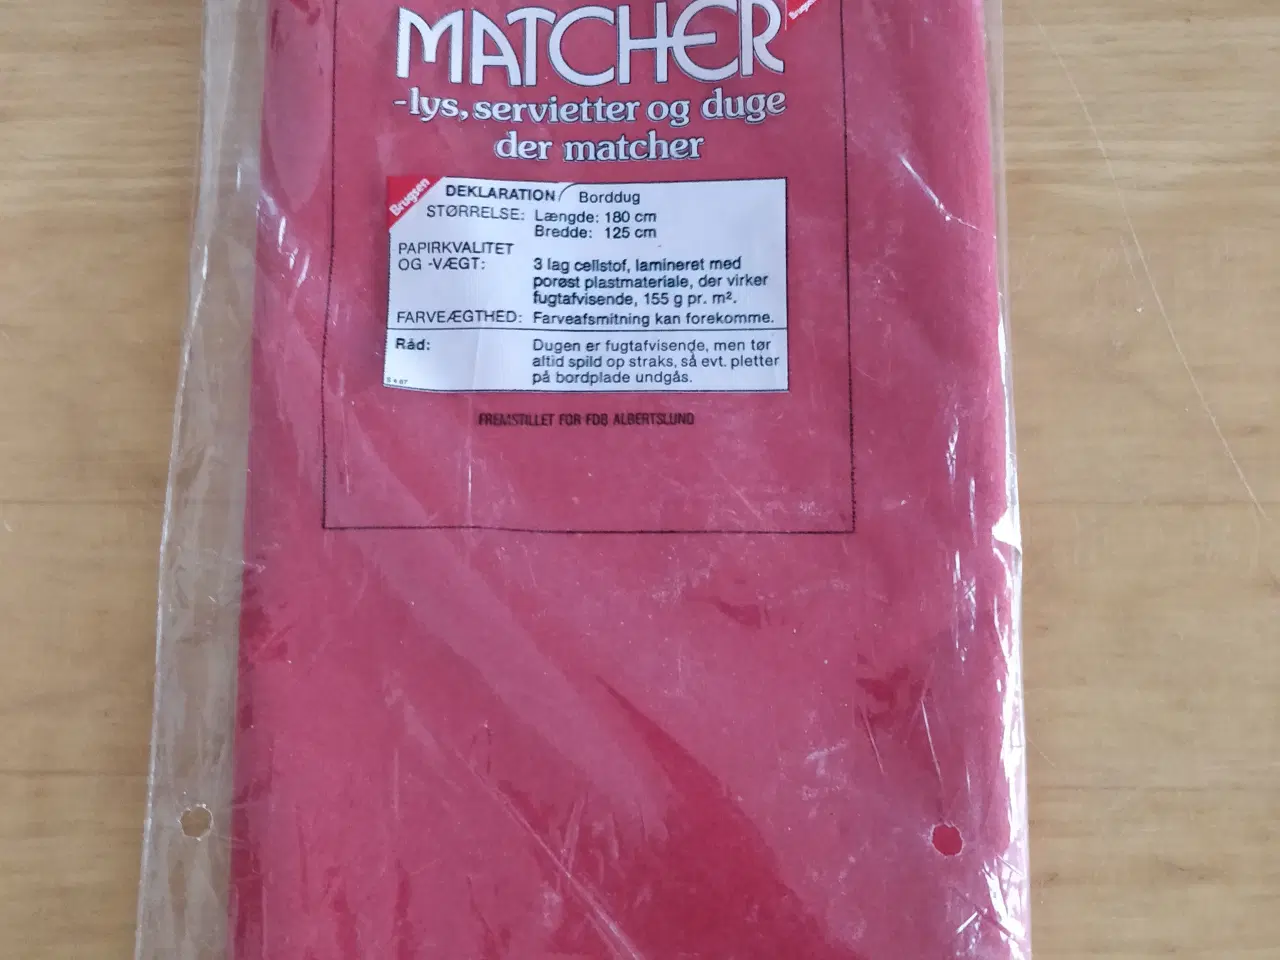 MATCHER
-lys, servietter og duge
der matcher
Brugsen
DEKLARATION/ Borddug
STØRRELSE: Længde: 180 cm
Bredde: 125 cm
PAPIRKVALITET
OG -VÆGT: 3 lag cellstof, lamineret med
porøst plastmateriale, der virker
fugtafvisende, 155 g pr. m².
FARVEÆGTHED: Farveafsmitning kan forekomme.
Råd: Dugen er fugtafvisende, men tør
altid spild op straks, så evt. pletter
på bordplade undgås.
FREMSTILLET FOR FDB ALBERTSLUND